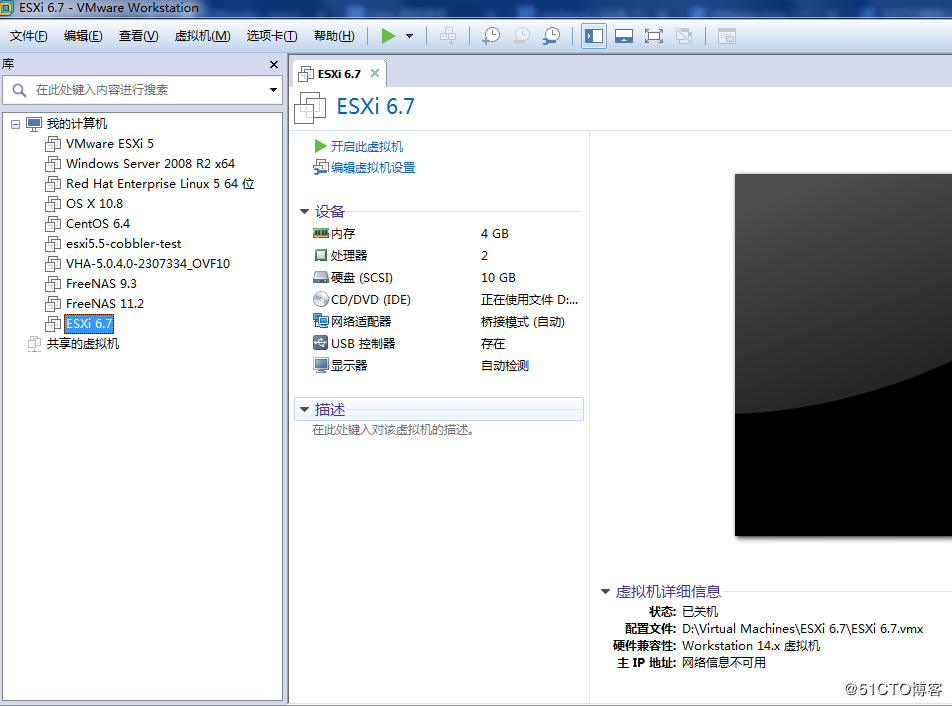 ESXi 6.7 - VMware Workstation
文件(F) 编辑(E) 查看(V) 虚拟机(M) 选项卡(T) 帮助(H)
库
在此处键入内容进行搜索
我的计算机
VMware ESXi 5
Windows Server 2008 R2 x64
Red Hat Enterprise Linux 5 64 位
OS X 10.8
CentOS 6.4
esxi5.5-cobbler-test
VHA-5.0.4.0-2307334_OVF10
FreeNAS 9.3
FreeNAS 11.2
ESXi 6.7
共享的虚拟机
ESXi 6.7
ESXi 6.7
开启此虚拟机
编辑虚拟机设置
设备
内存 4 GB
处理器 2
硬盘 (SCSI) 10 GB
CD/DVD (IDE) 正在使用文件 D:...
网络适配器 桥接模式 (自动)
USB 控制器 存在
显示器 自动检测
描述
在此处键入对该虚拟机的描述。
虚拟机详细信息
状态: 已关机
配置文件: D:\Virtual Machines\ESXi 6.7\ESXi 6.7.vmx
硬件兼容性: Workstation 14.x 虚拟机
主 IP 地址: 网络信息不可用
@51CTO博客